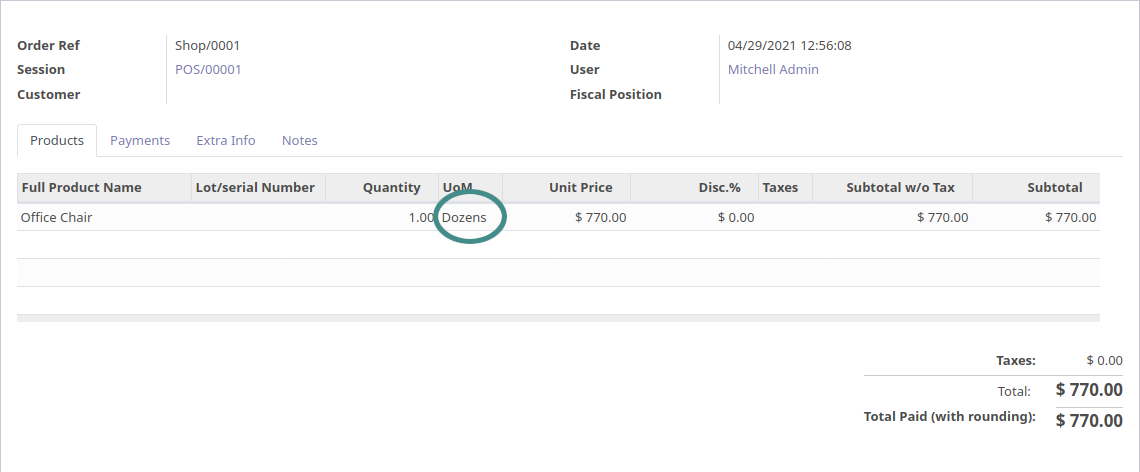 Order Ref Shop/0001 Date 04/29/2021 12:56:08
Session POS/00001 User Mitchell Admin
Customer Fiscal Position
Products Payments Extra Info Notes
Full Product Name Lot/serial Number Quantity UoM Unit Price Disc.% Taxes Subtotal w/o Tax Subtotal
Office Chair 1.00 Dozens $ 770.00 $ 0.00 $ 770.00 $ 770.00
Taxes: $ 0.00
Total: $ 770.00
Total Paid (with rounding): $ 770.00